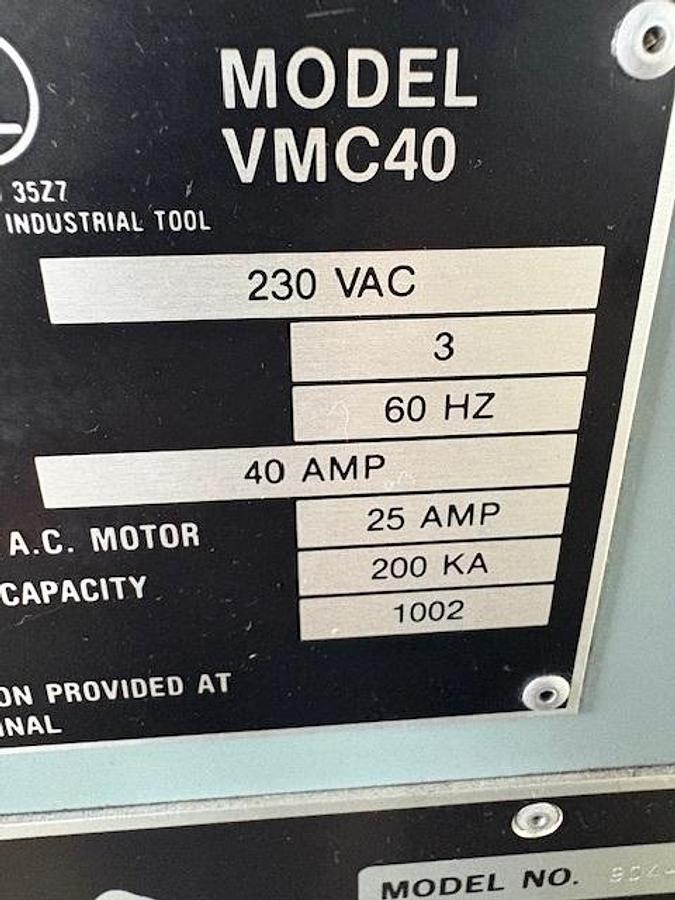 MODEL
VMC40
35Z7
INDUSTRIAL TOOL
230 VAC
3
60 HZ
40 AMP
A.C. MOTOR
25 AMP
CAPACITY
200 KA
1002
ON PROVIDED AT
INAL
MODEL NO. 904-